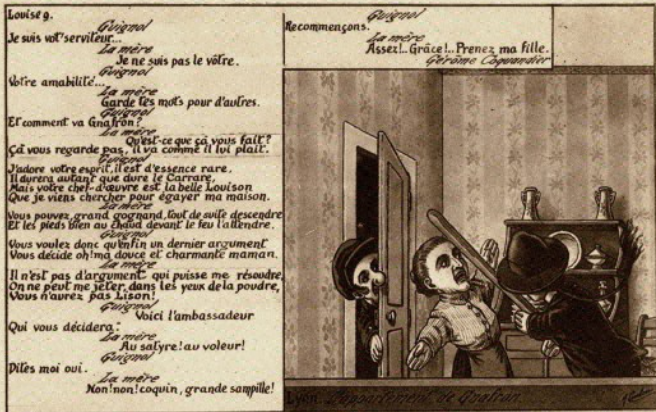 Louise 9.
Guignol
Je suis vot' serviteur...
La mère
Je ne suis pas le vôtre.
Guignol
Votre amabilité...
La mère
Garde tes mots pour d'autres.
Guignol
Et comment va Gnafron?
La mère
Qu'est-ce que çà vous fait?
Çà vous regarde pas, il va comme il lui plaît.
Guignol
J'adore votre esprit, il est d'essence rare,
Il durera autant que dure le Carrare,
Mais votre chef-d'œuvre est la belle Louison
Que je viens chercher pour égayer ma maison.
La mère
Vous pouvez, grand gognand, tout de suite descendre
Et les pieds bien au chaud devant le feu l'attendre.
Guignol
Vous voulez donc qu'enfin un dernier argument
Vous décide oh! ma douce et charmante maman.
La mère
Il n'est pas d'argument qui puisse me résoudre,
On ne peut me jeter, dans les yeux de la poudre,
Vous n'aurez pas Lison!
Guignol
Voici l'ambassadeur
Qui vous décidera:
La mère
Au satyre! au voleur!
Guignol
Dites moi oui.
La mère
Non! non! coquin, grande sampille!
Guignol
Recommençons.
La mère
Assez!.. Grâce!.. Prenez ma fille.
Gérôme Coquandier
Lyon. L'appartement de Gnafron.